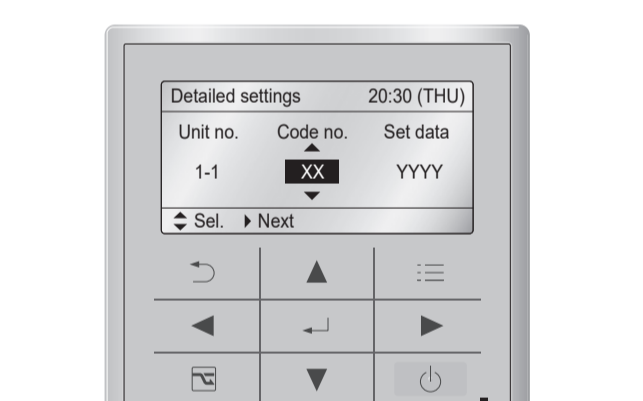 Detailed settings 20:30 (THU)
Unit no. Code no. Set data
1-1 XX YYYY
Sel. Next